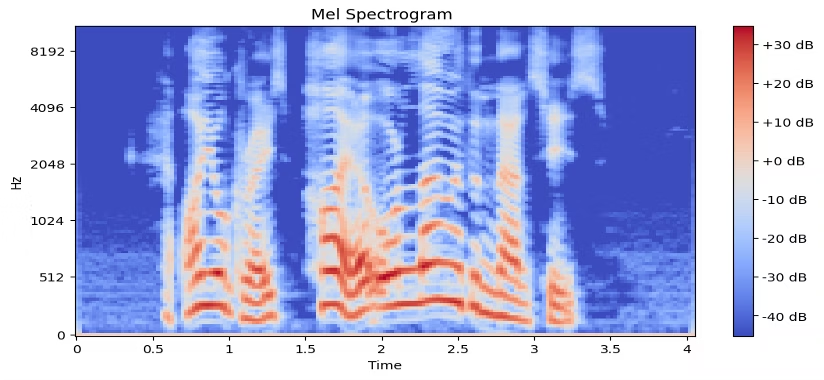 Mel Spectrogram
8192
4096
2048
1024
512
0
Hz
0
0.5
1
1.5
2
2.5
3
3.5
4
Time
+30 dB
+20 dB
+10 dB
+0 dB
-10 dB
-20 dB
-30 dB
-40 dB